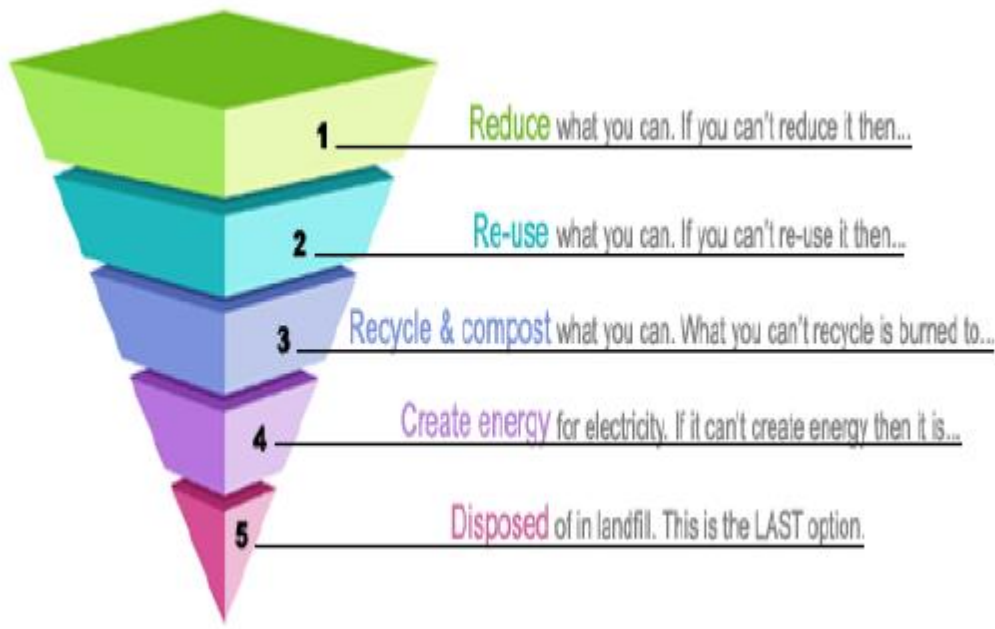 1 Reduce what you can. If you can't reduce it then...
2 Re-use what you can. If you can't re-use it then...
3 Recycle & compost what you can. What you can't recycle is burned to...
4 Create energy for electricity. If it can't create energy then it is...
5 Disposed of in landfill. This is the LAST option.